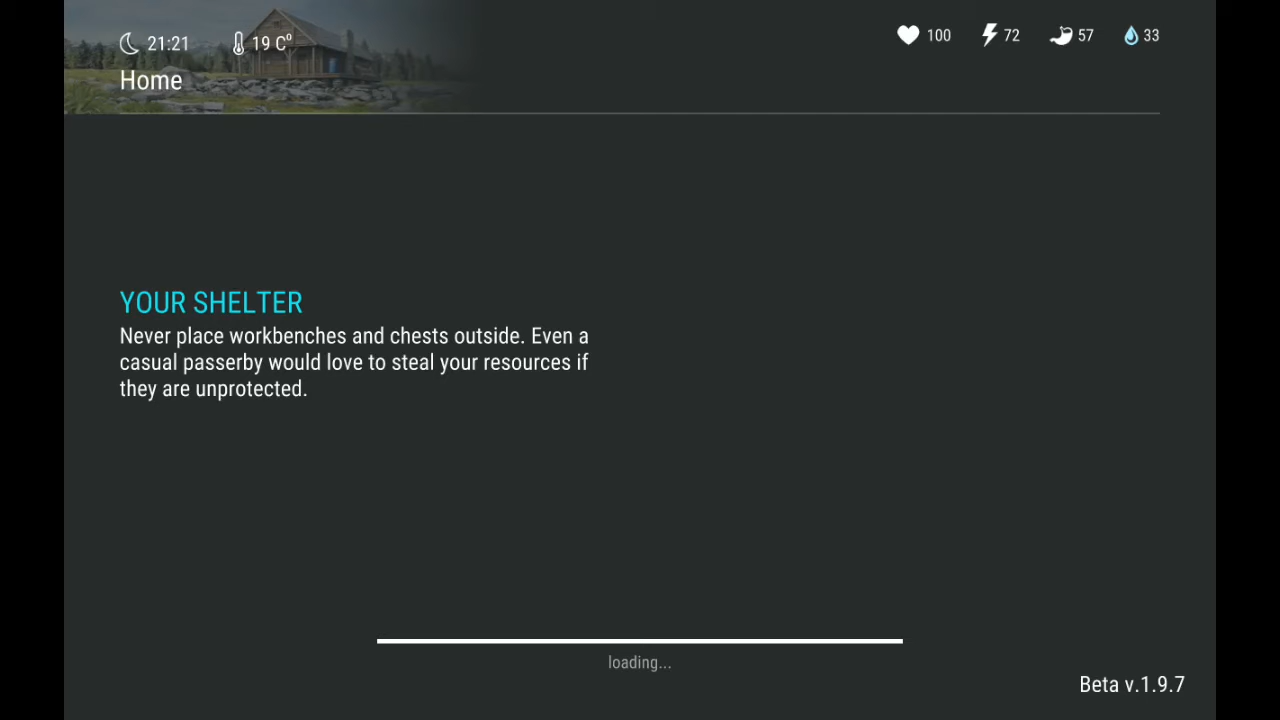 21:21 19 C° 100 72 57 33
Home
YOUR SHELTER
Never place workbenches and chests outside. Even a
casual passerby would love to steal your resources if
they are unprotected.
loading...
Beta v.1.9.7